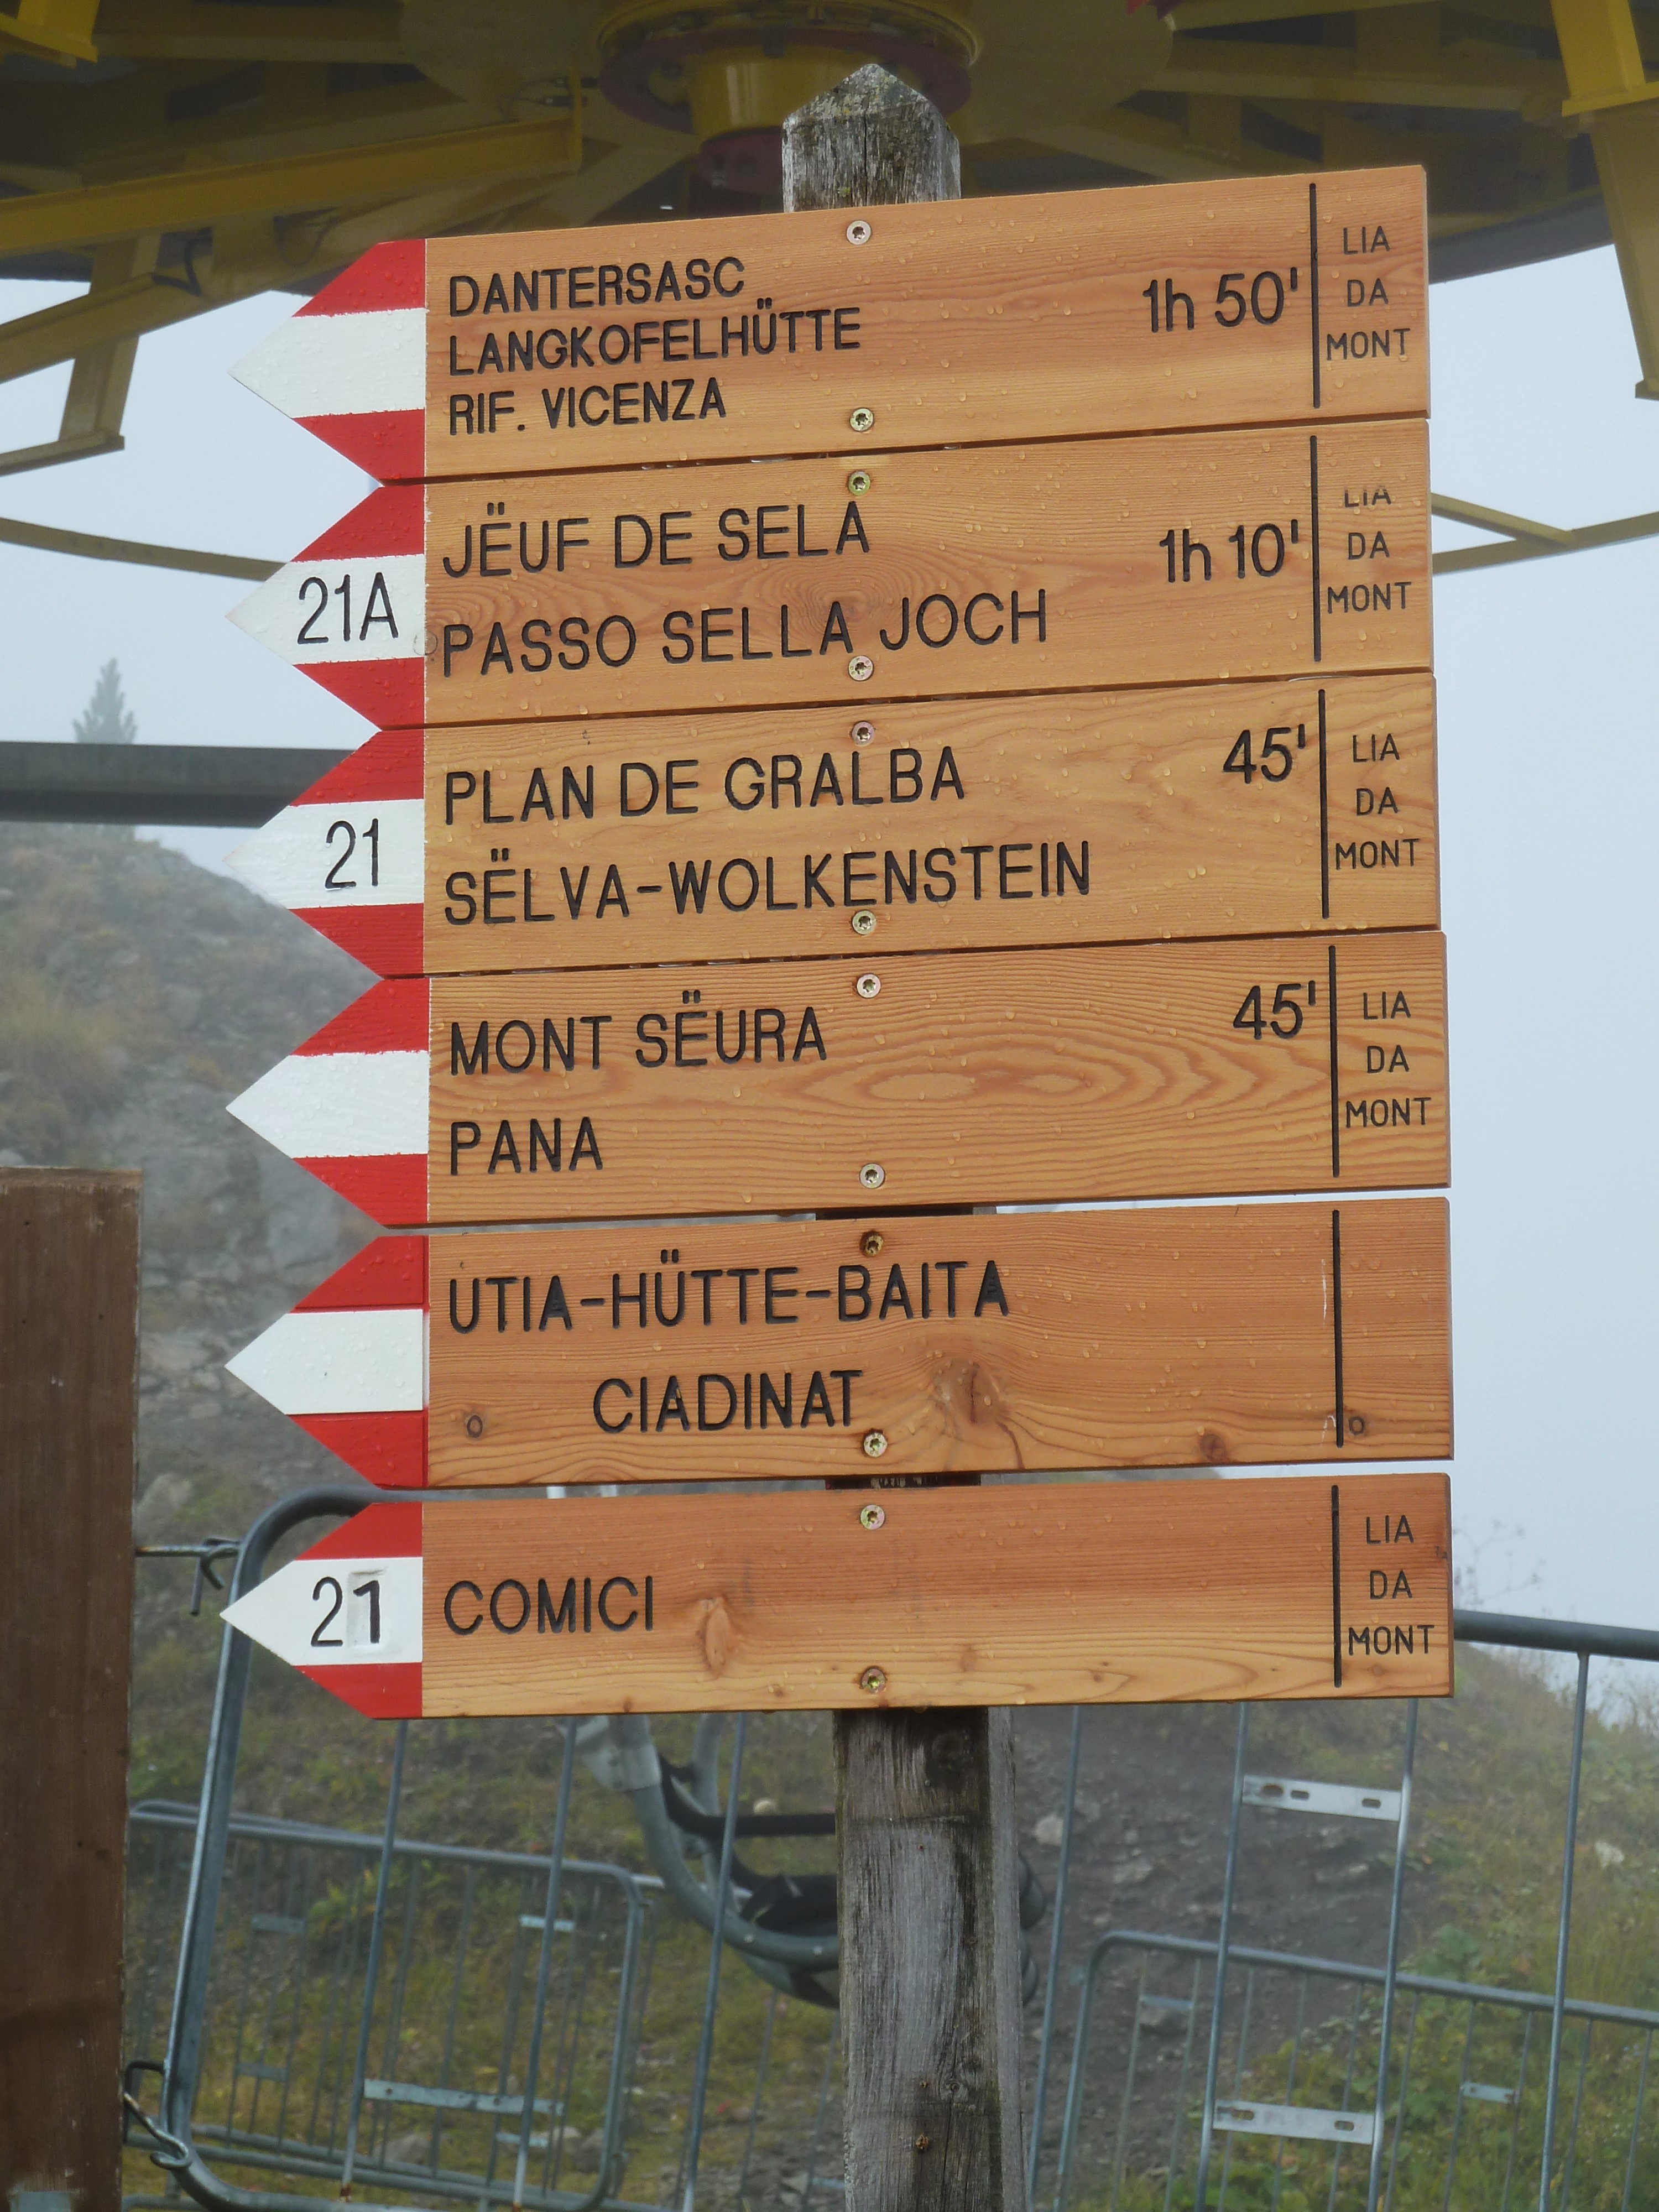 DANTERSASC
LANGKOFELHÜTTE
RIF. VICENZA
1h 50'
LIA
DA
MONT
21A
JËUF DE SELA
PASSO SELLA JOCH
1h 10'
LIA
DA
MONT
21
PLAN DE GRALBA
SËLVA-WOLKENSTEIN
45'
LIA
DA
MONT
MONT SËURA
PANA
45'
LIA
DA
MONT
UTIA-HÜTTE-BAITA
CIADINAT
21
COMICI
LIA
DA
MONT